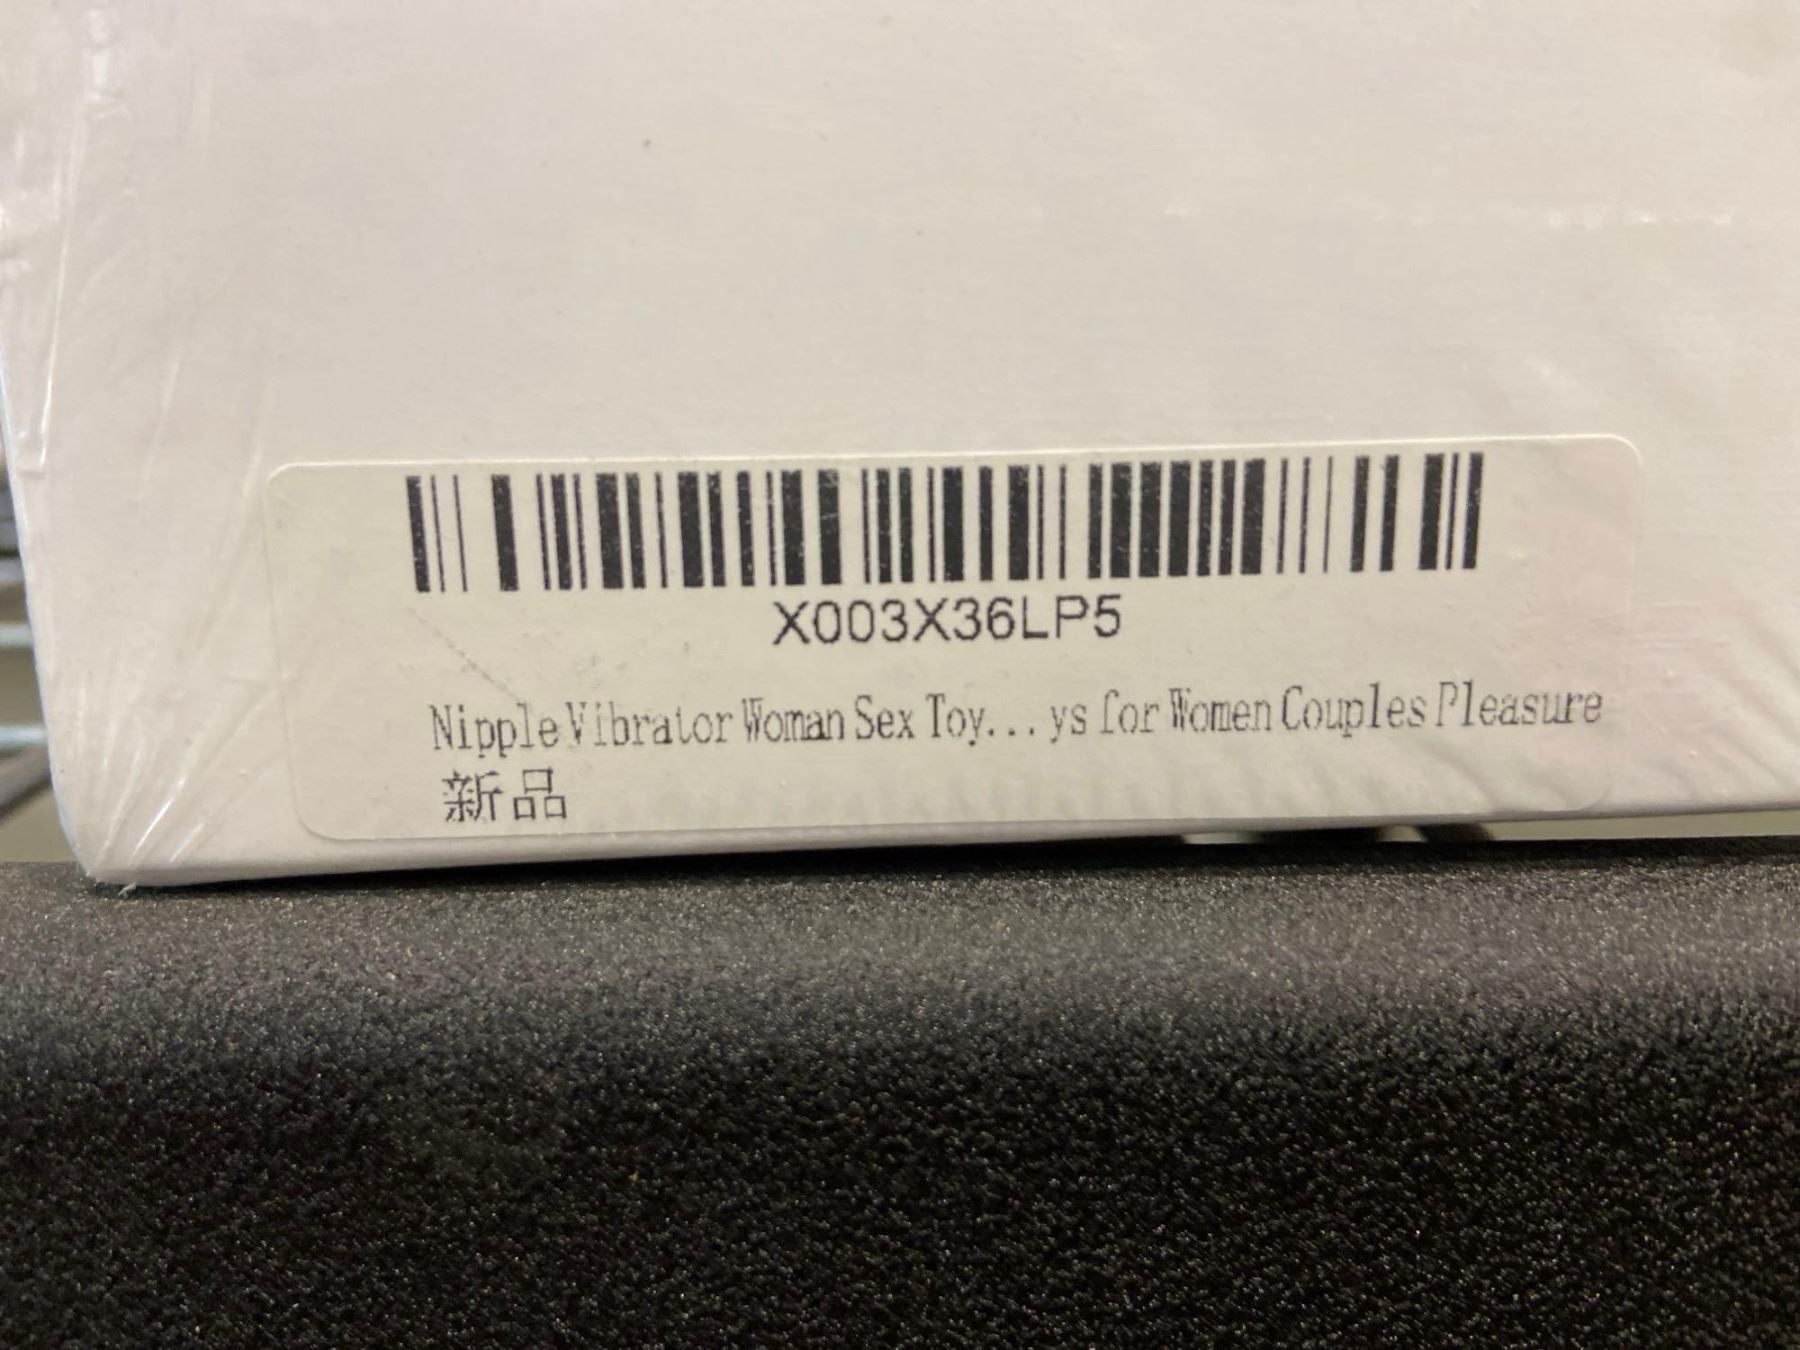 X003X36LP5
Nipple Vibrator Woman Sex Toy...ys for Women Couples Pleasure
新品